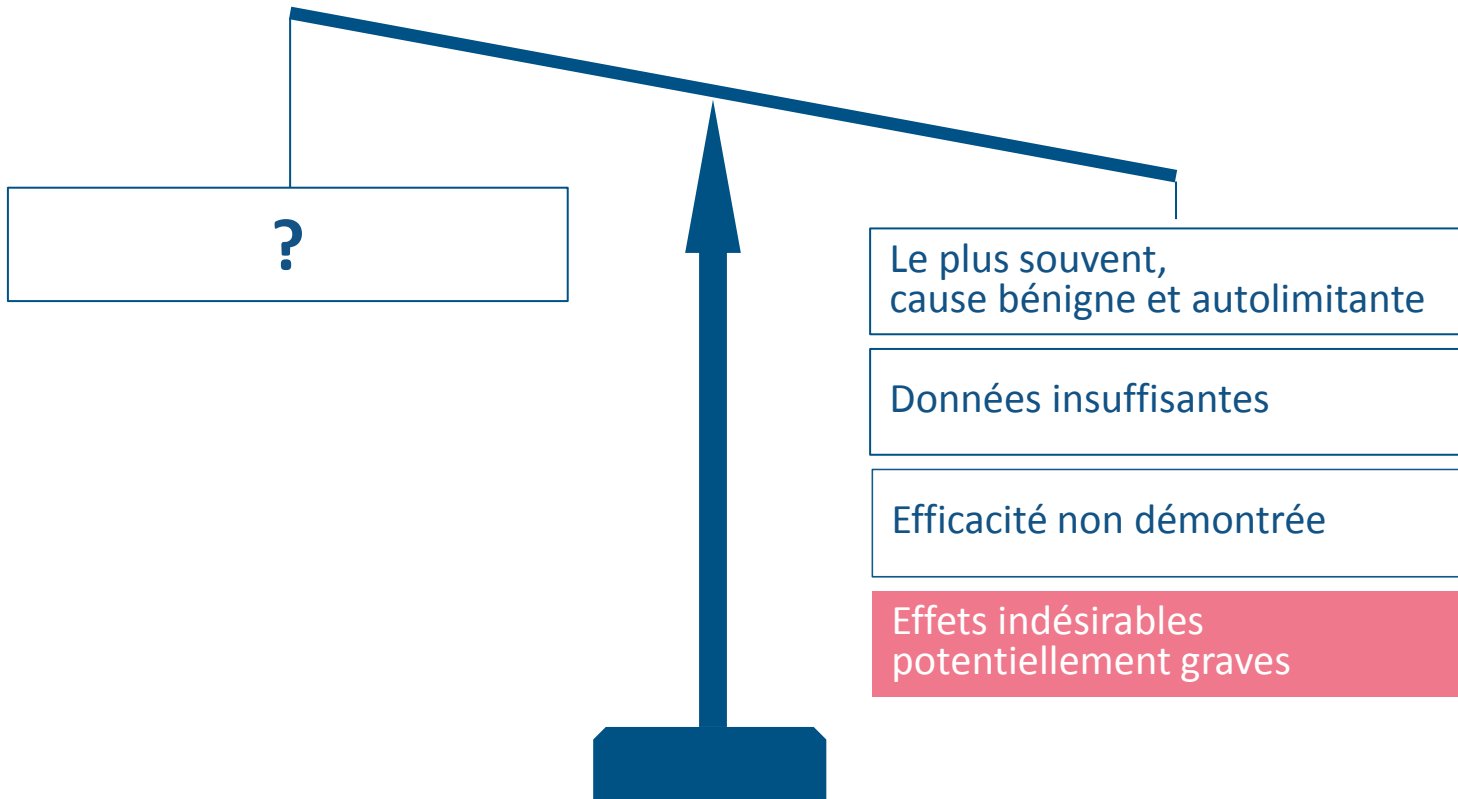 ?
Le plus souvent,
cause bénigne et autolimitante
Données insuffisantes
Efficacité non démontrée
Effets indésirables
potentiellement graves